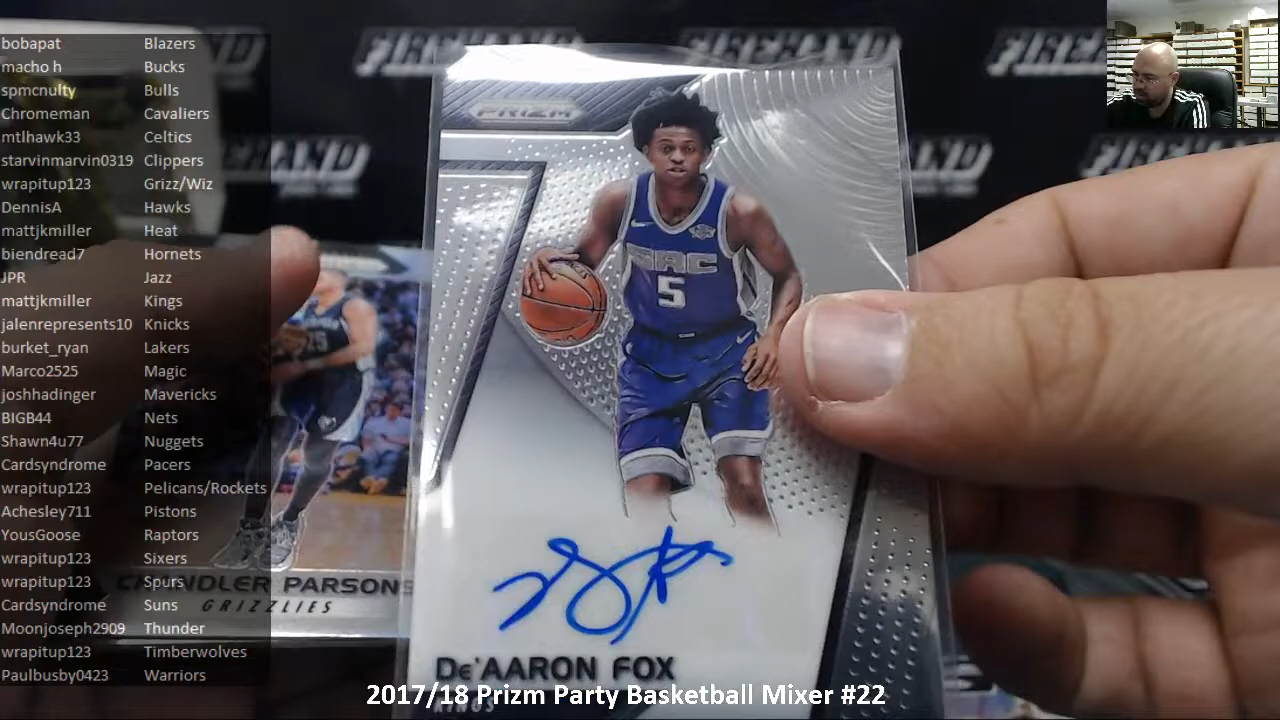 bobapat Blazers
macho h Bucks
spmcnulty Bulls
Chromeman Cavaliers
mtlhawk33 Celtics
starvinmarvin0319 Clippers
wrapitup123 Grizz/Wiz
DennisA Hawks
mattjkmiller Heat
biendread7 Hornets
JPR Jazz
mattjkmiller Kings
jalenrepresents10 Knicks
burket_ryan Lakers
Marco2525 Magic
joshhadinger Mavericks
BIGB44 Nets
Shawn4u77 Nuggets
Cardsyndrome Pacers
wrapitup123 Pelicans/Rockets
Achesley711 Pistons
YousGoose Raptors
wrapitup123 Sixers
wrapitup123 Spurs
Cardsyndrome Suns
Moonjoseph2909 Thunder
wrapitup123 Timberwolves
Paulbusby0423 Warriors
FIREHAND
PRIZM
SAC
5
CHANDLER PARSONS
GRIZZLIES
De'AARON FOX
KINGS
2017/18 Prizm Party Basketball Mixer #22